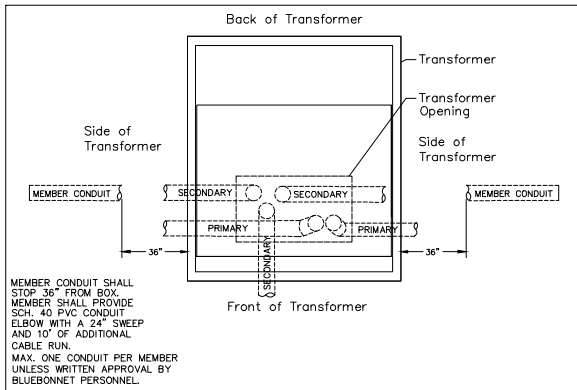 Back of Transformer
Transformer
Transformer
Opening
Side of
Transformer
Side of
Transformer
MEMBER CONDUIT
SECONDARY
SECONDARY
MEMBER CONDUIT
PRIMARY
PRIMARY
SECONDARY
36"
36"
Front of Transformer
MEMBER CONDUIT SHALL
STOP 36" FROM BOX.
MEMBER SHALL PROVIDE
SCH. 40 PVC CONDUIT
ELBOW WITH A 24" SWEEP
AND 10' OF ADDITIONAL
CABLE RUN.
MAX. ONE CONDUIT PER MEMBER
UNLESS WRITTEN APPROVAL BY
BLUEBONNET PERSONNEL.